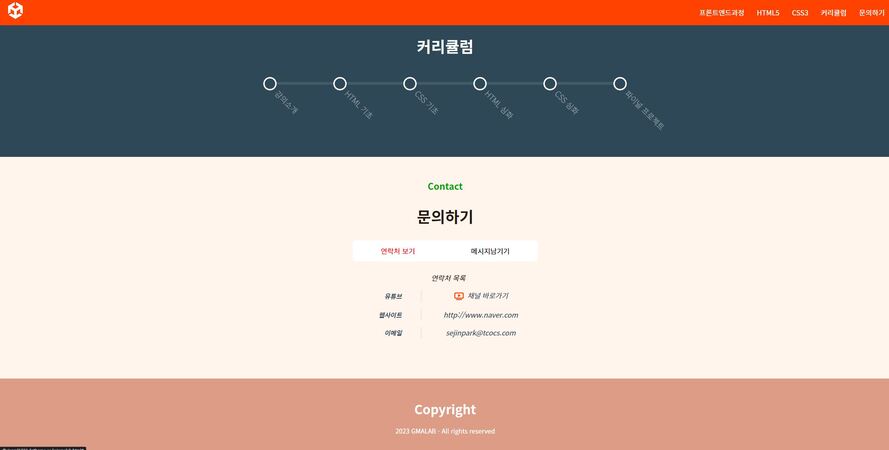 프론트엔드과정 HTML5 CSS3 커리큘럼 문의하기
커리큘럼
강의소개
HTML 기초
CSS 기초
HTML 심화
CSS 심화
파이널 프로젝트
Contact
문의하기
연락처 보기 메시지남기기
연락처 목록
유튜브 채널 바로가기
웹사이트 http://www.naver.com
이메일 sejinpark@tcocs.com
Copyright
2023 GMALAB - All rights reserved